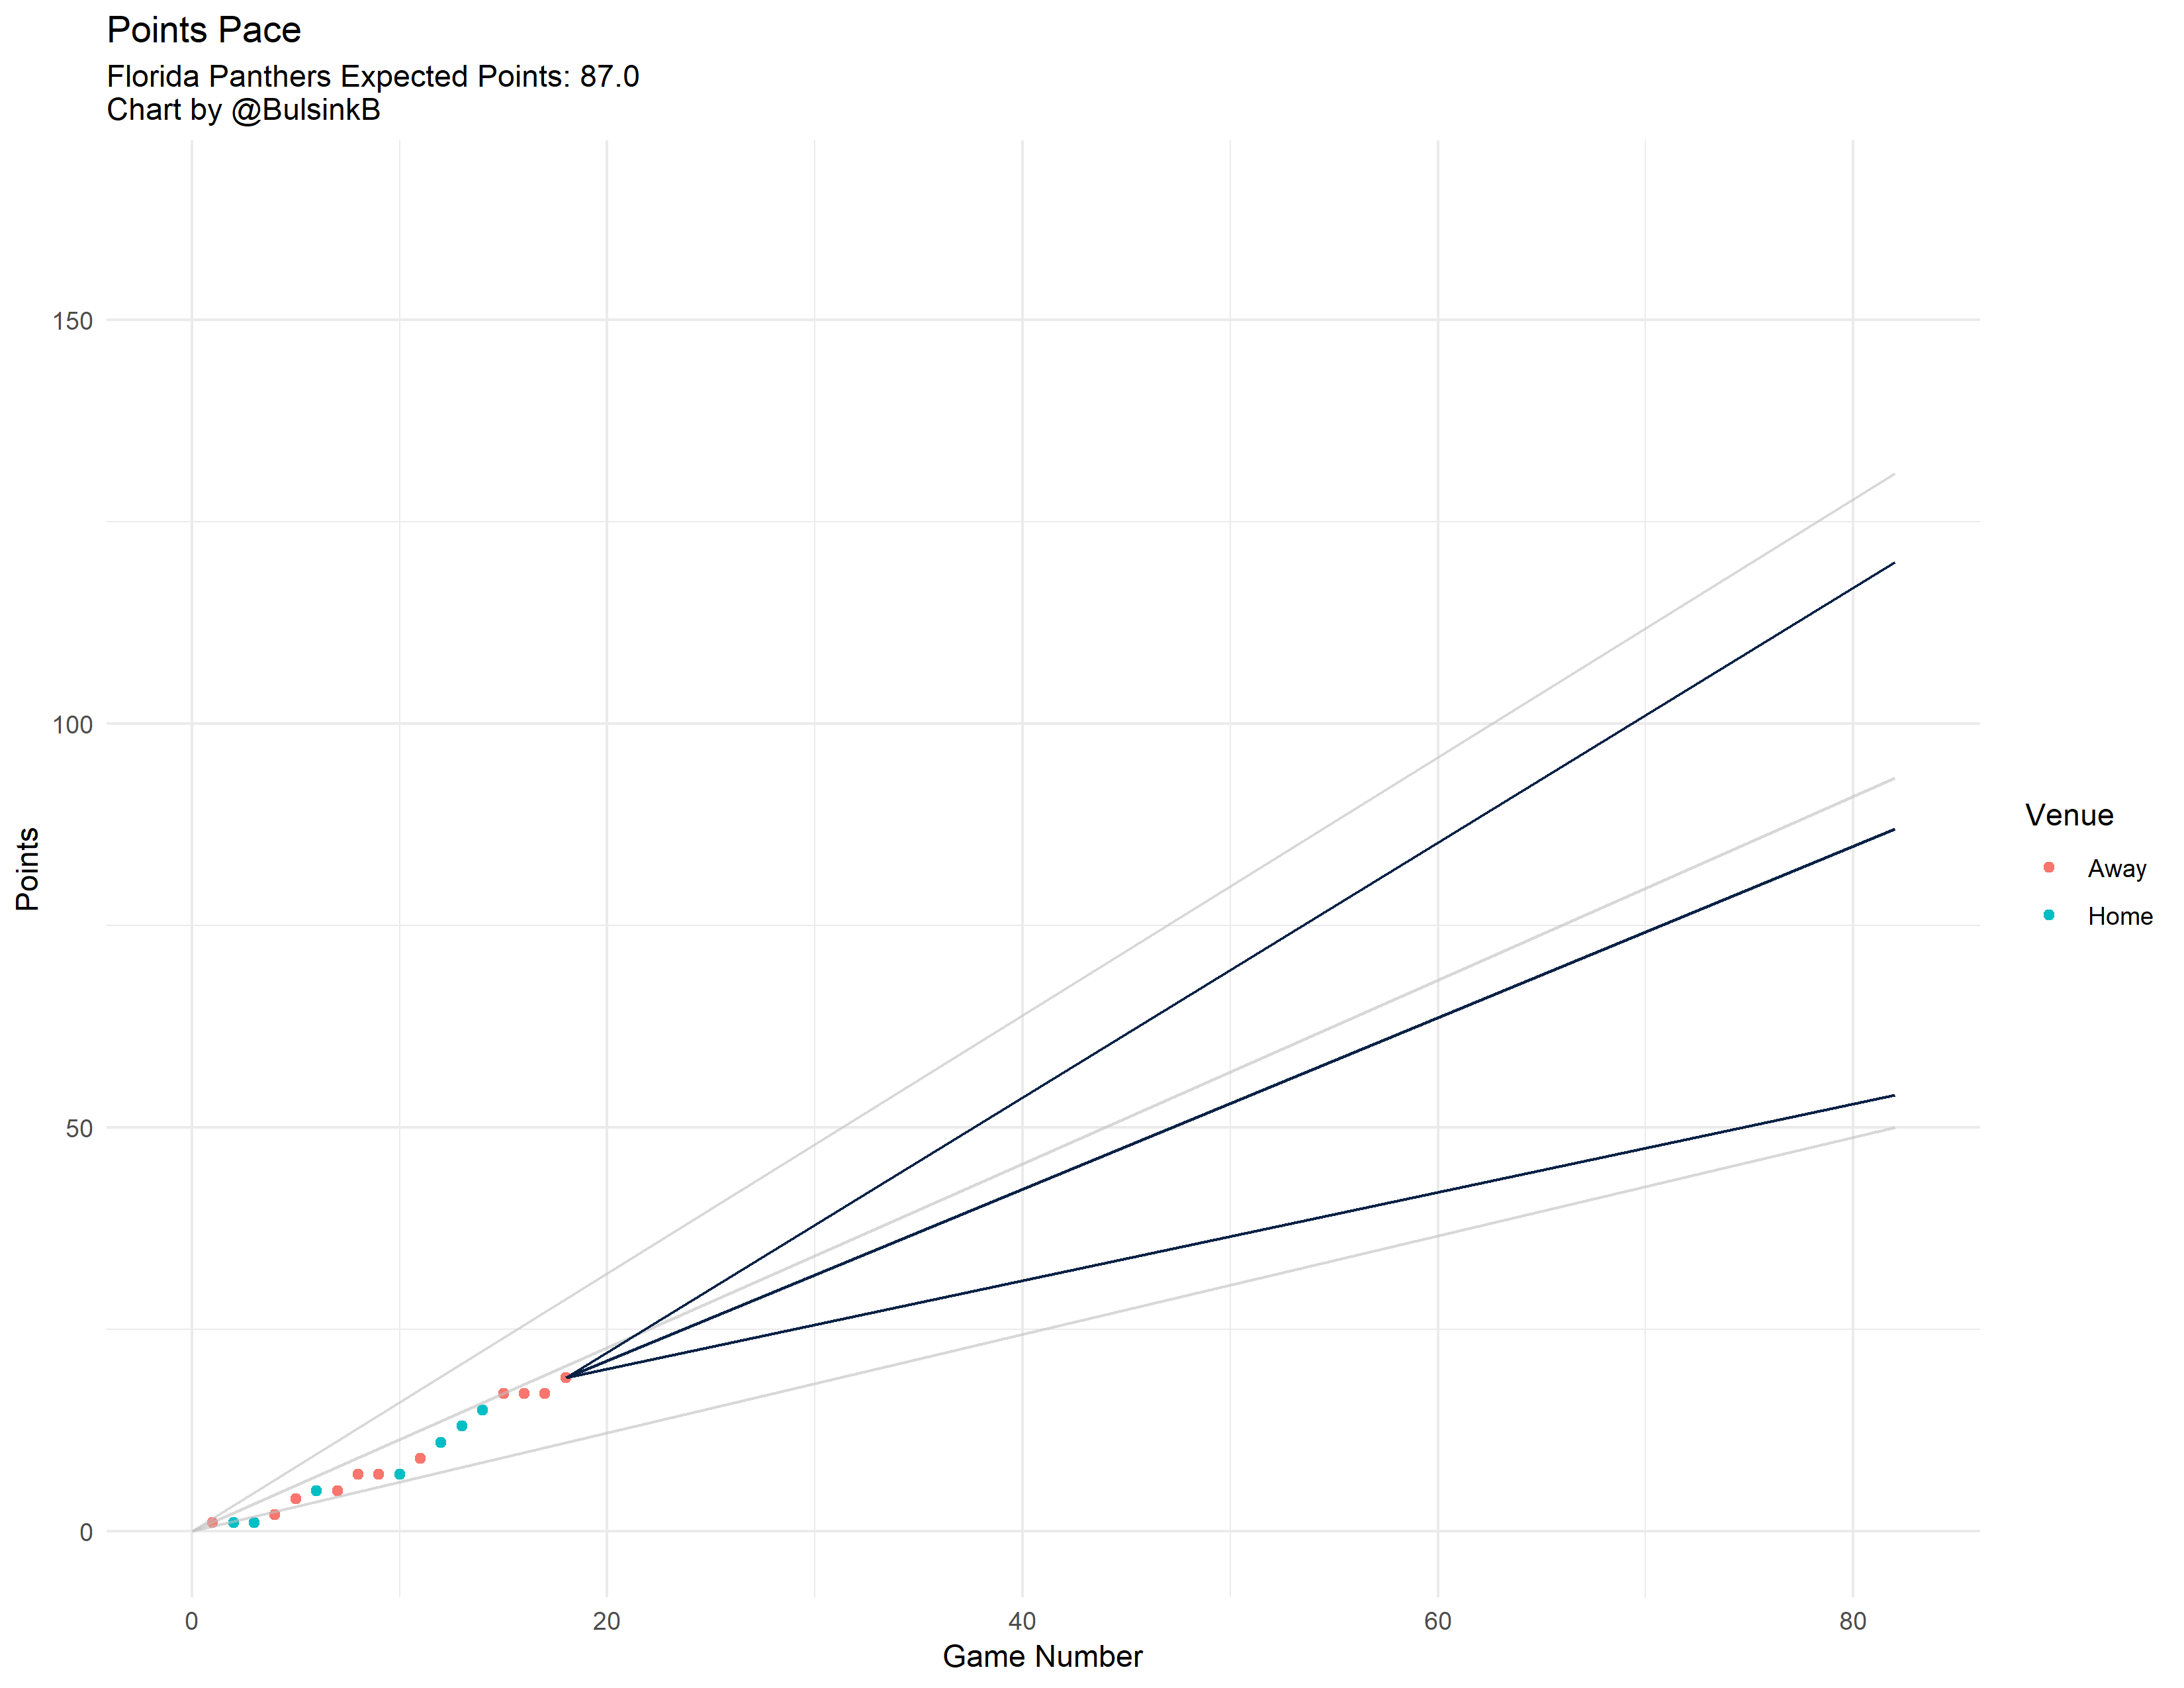 Points Pace
Florida Panthers Expected Points: 87.0
Chart by @BulsinkB
150
100
50
0
Points
0 20 40 60 80
Game Number
Venue
Away
Home